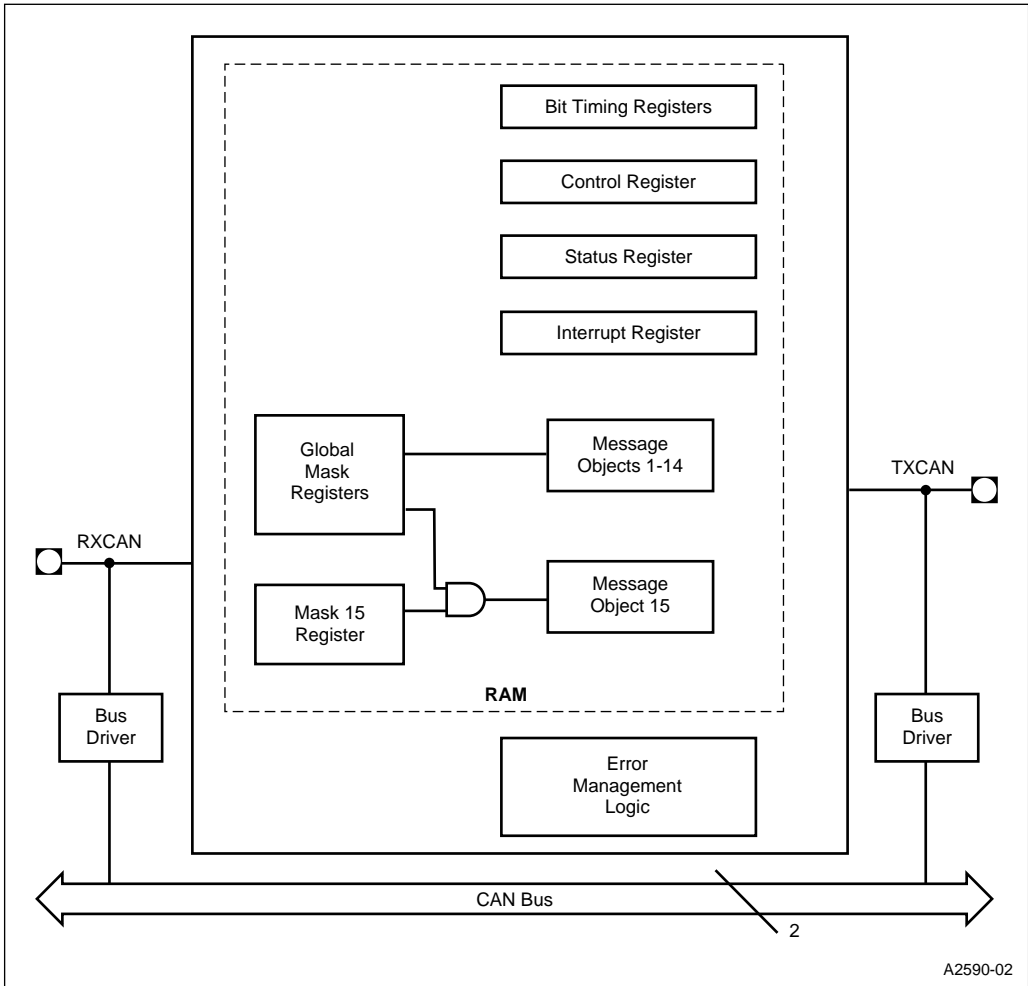 Bit Timing Registers
Control Register
Status Register
Interrupt Register
Global
Mask
Registers
Message
Objects 1-14
TXCAN
RXCAN
Mask 15
Register
Message
Object 15
RAM
Bus
Driver
Bus
Driver
Error
Management
Logic
CAN Bus
2
A2590-02